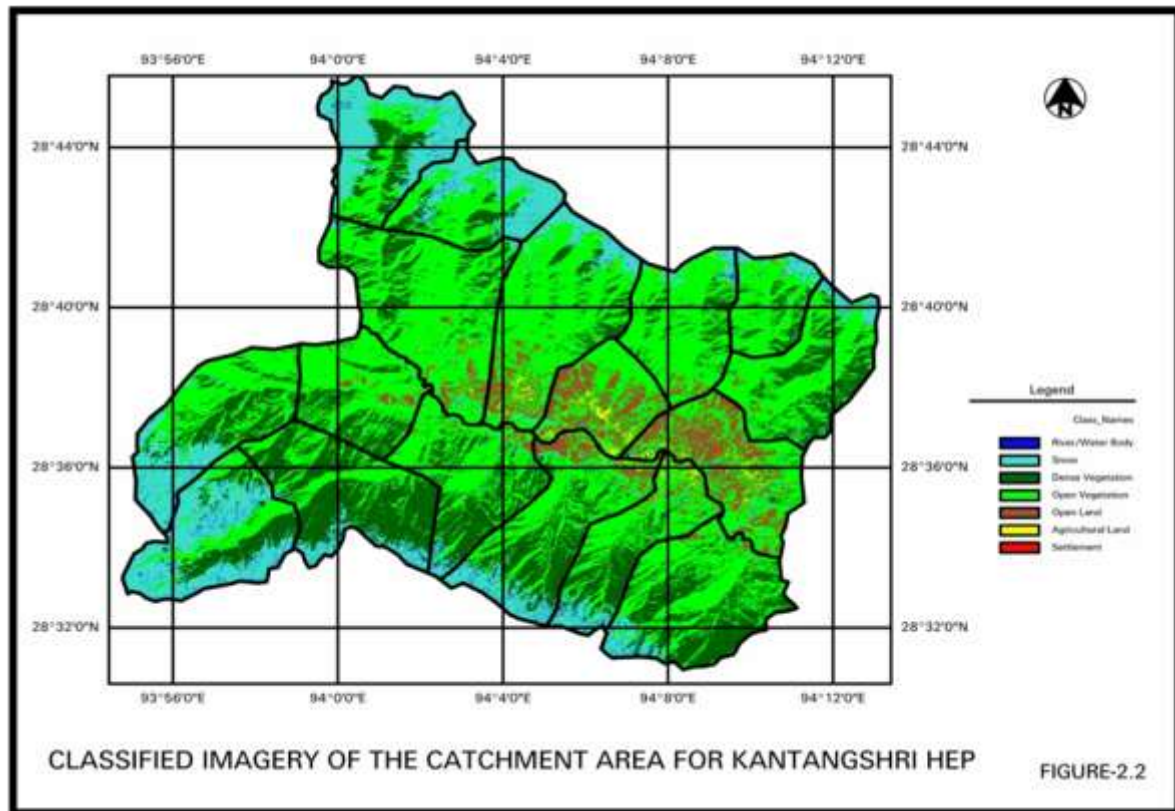 93°56'0"E 94°0'0"E 94°4'0"E 94°8'0"E 94°12'0"E
N
28°44'0"N 28°44'0"N
28°40'0"N 28°40'0"N
28°36'0"N 28°36'0"N
28°32'0"N 28°32'0"N
Legend
Class_Names
River/Water Body
Snow
Dense Vegetation
Open Vegetation
Open Land
Agricultural Land
Settlement
93°56'0"E 94°0'0"E 94°4'0"E 94°8'0"E 94°12'0"E
CLASSIFIED IMAGERY OF THE CATCHMENT AREA FOR KANTANGSHRI HEP
FIGURE-2.2